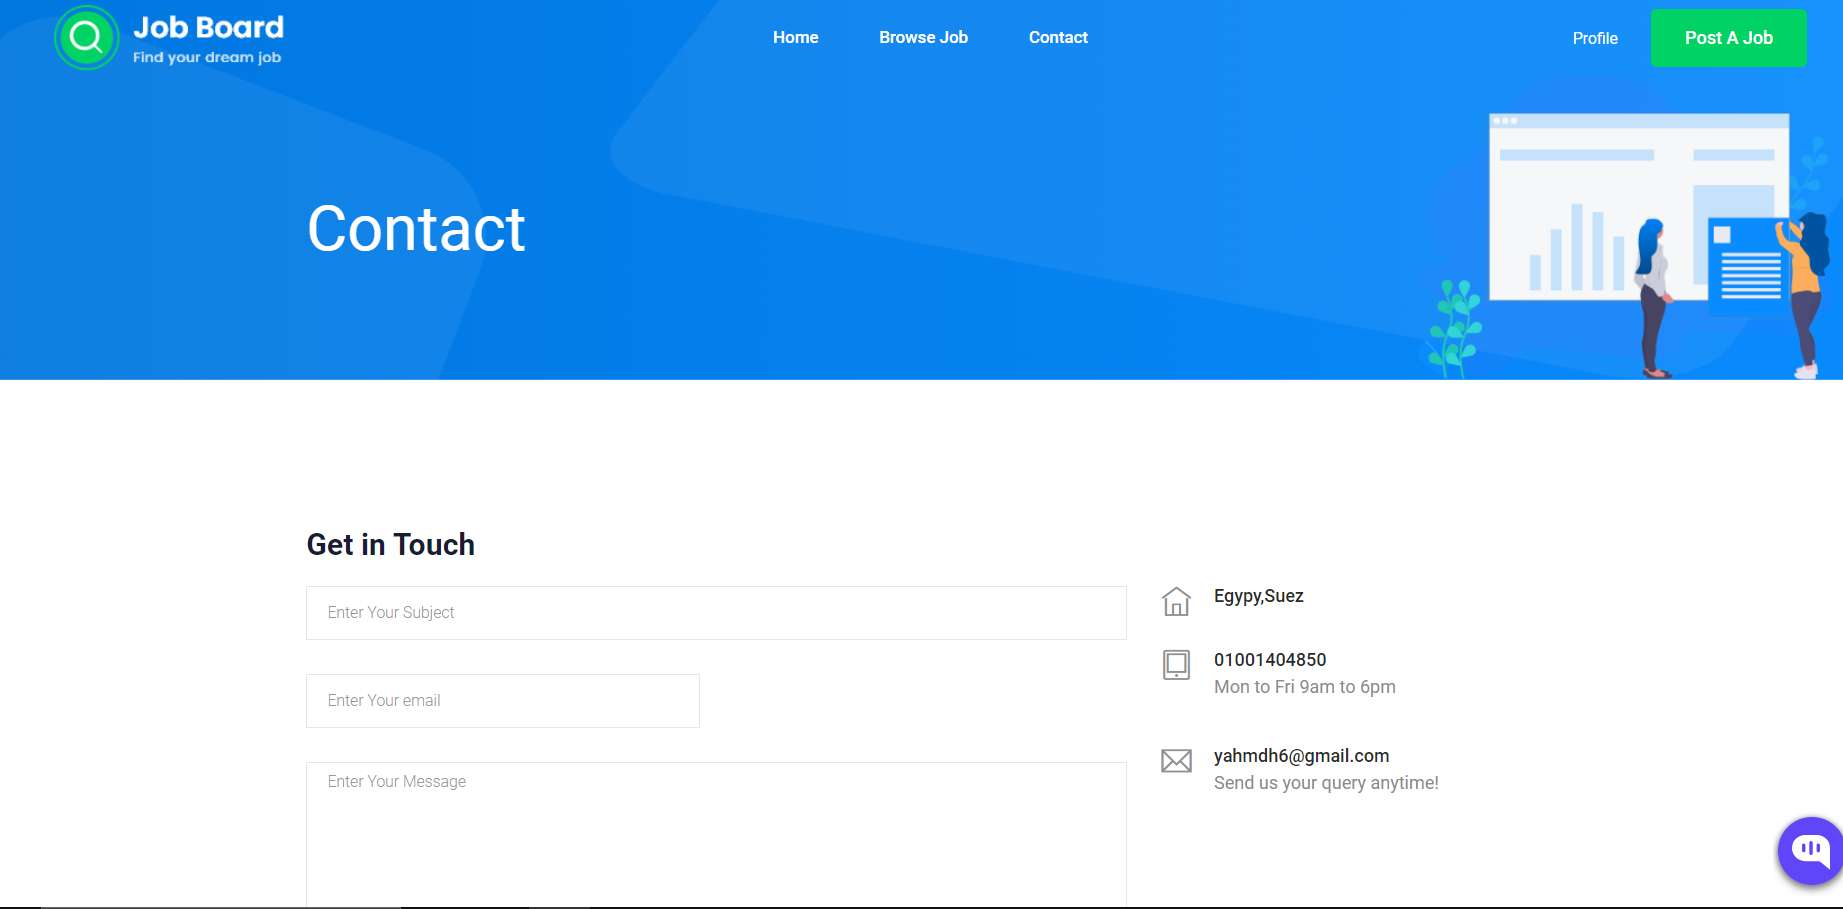 Job Board
Find your dream job
Home
Browse Job
Contact
Profile
Post A Job
Contact
Get in Touch
Enter Your Subject
Enter Your email
Enter Your Message
Egypy,Suez
01001404850
Mon to Fri 9am to 6pm
yahmdh6@gmail.com
Send us your query anytime!